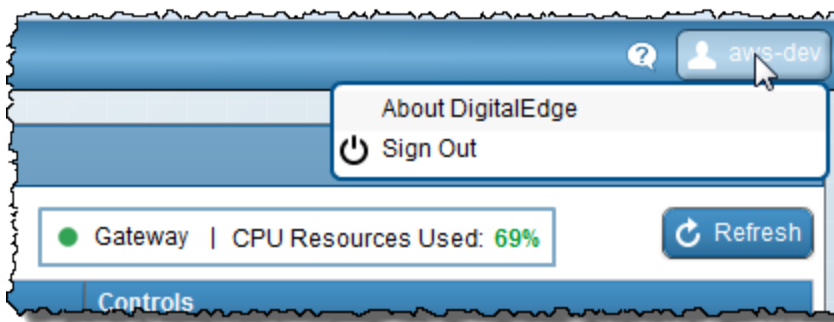 ? aws-dev
About DigitalEdge
Sign Out
Gateway | CPU Resources Used: 69% Refresh
Controls